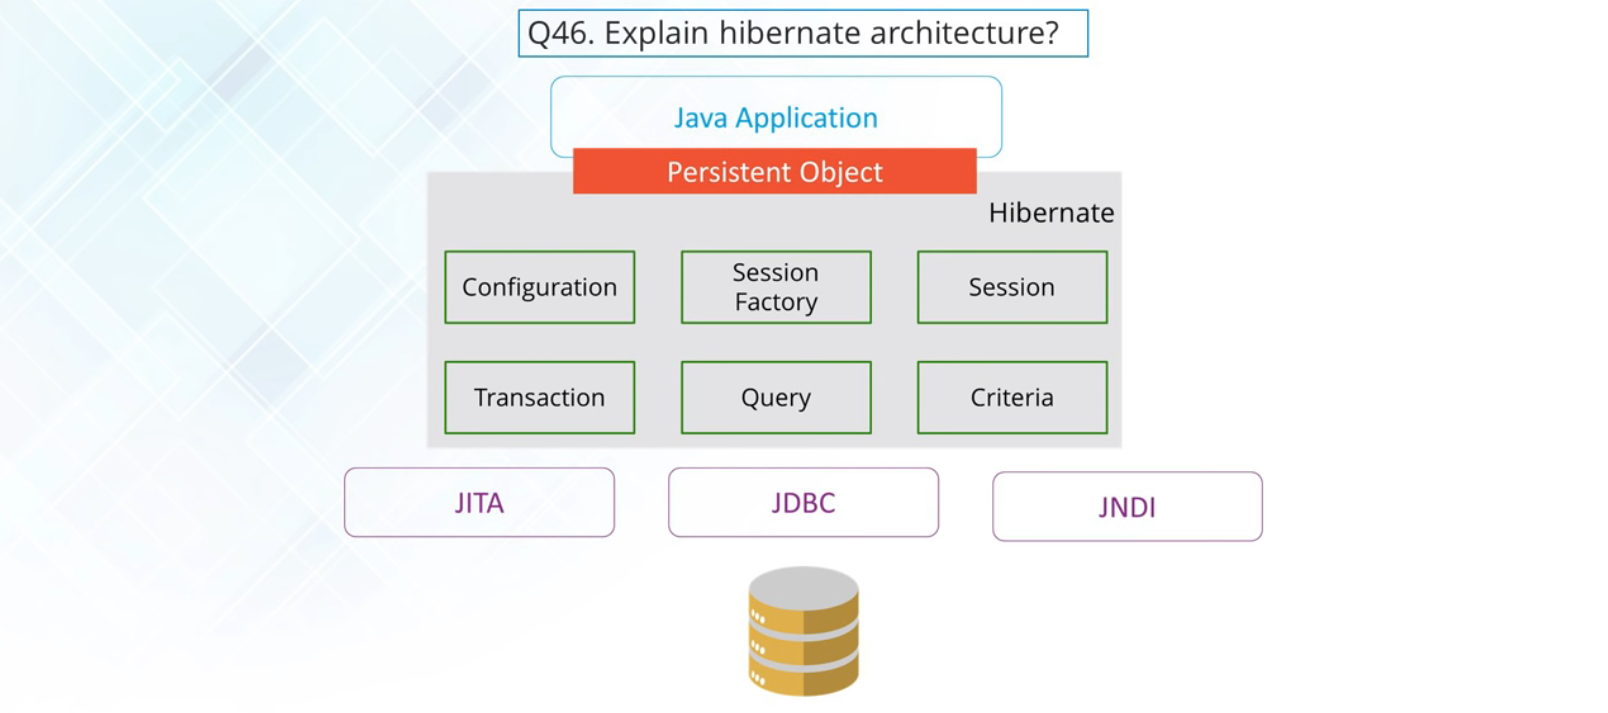 Q46. Explain hibernate architecture?
Java Application
Persistent Object
Hibernate
Configuration
Session
Factory
Session
Transaction
Query
Criteria
JITA
JDBC
JNDI